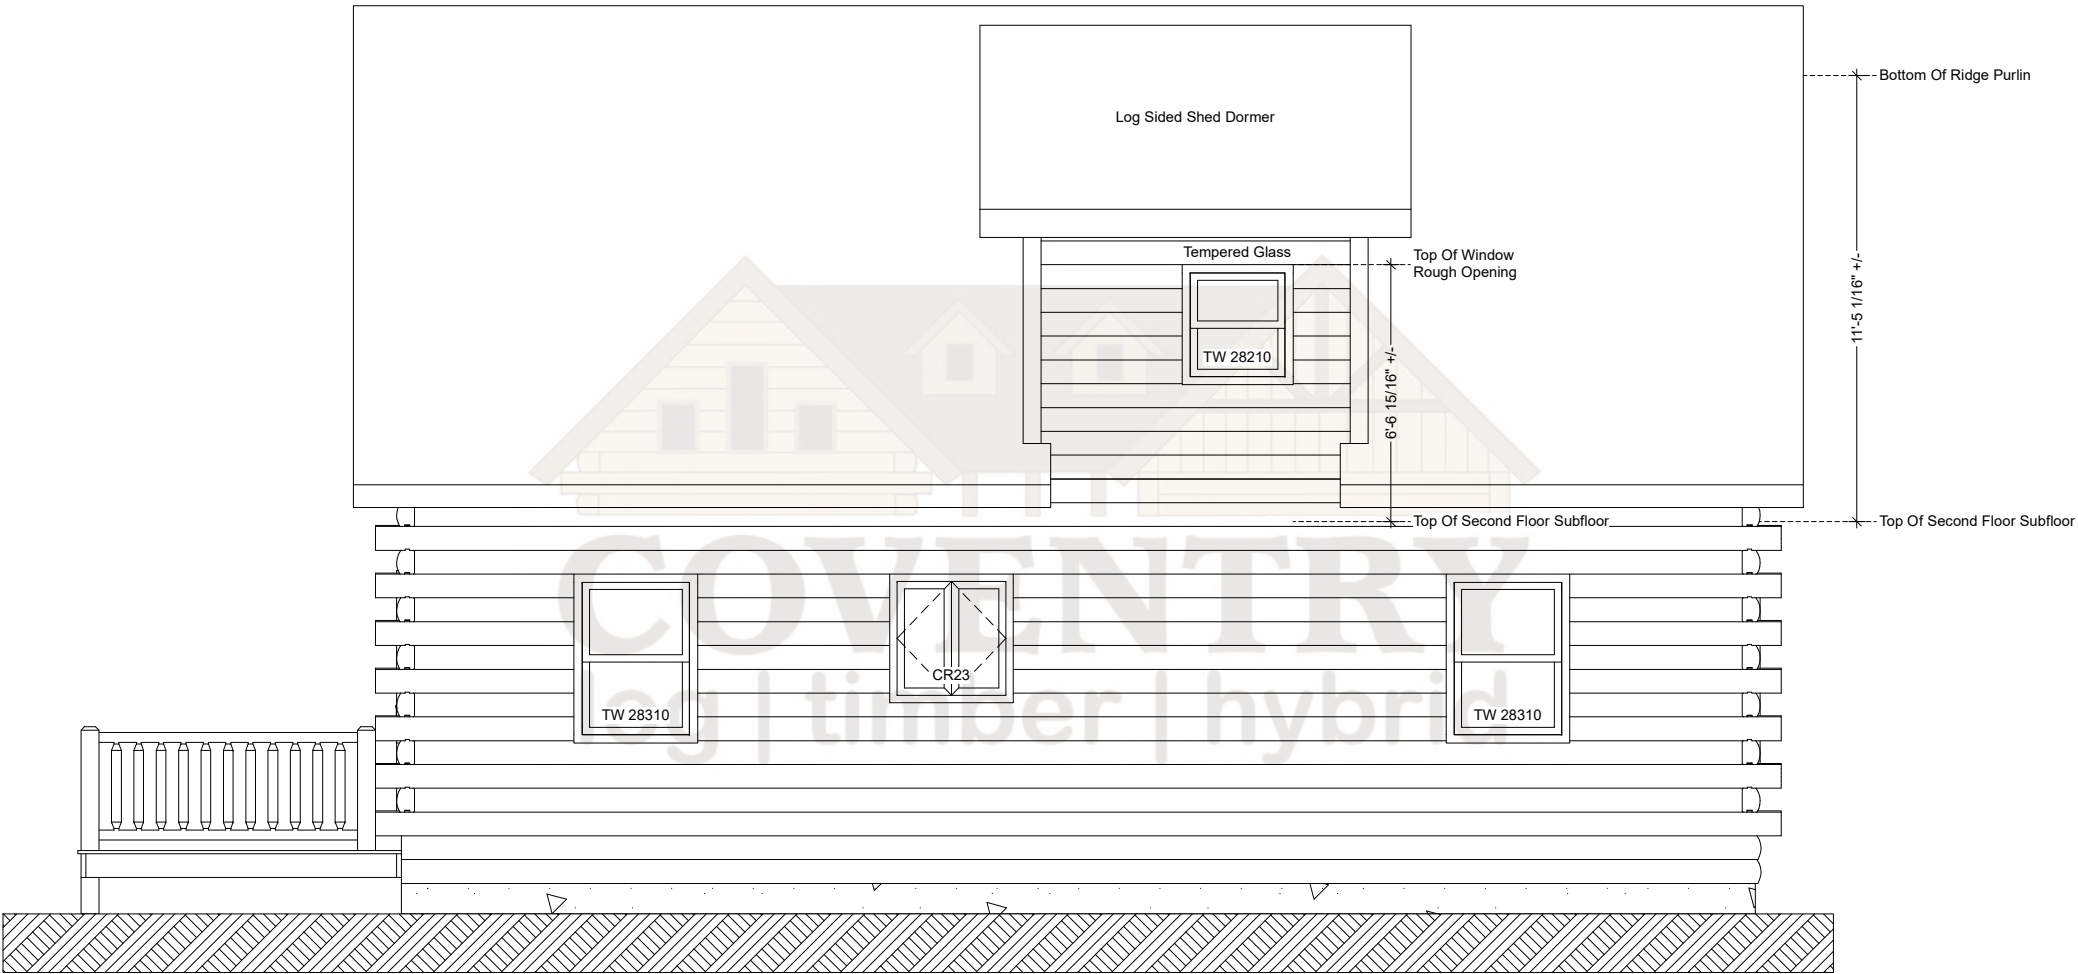 Bottom Of Ridge Purlin
Log Sided Shed Dormer
Tempered Glass
Top Of Window
Rough Opening
11'-5 1/16" +/-
TW 28210
6'-6 15/16" +/-
Top Of Second Floor Subfloor
Top Of Second Floor Subfloor
COVENTRY
log | timber | hybrid
CR23
TW 28310
TW 28310